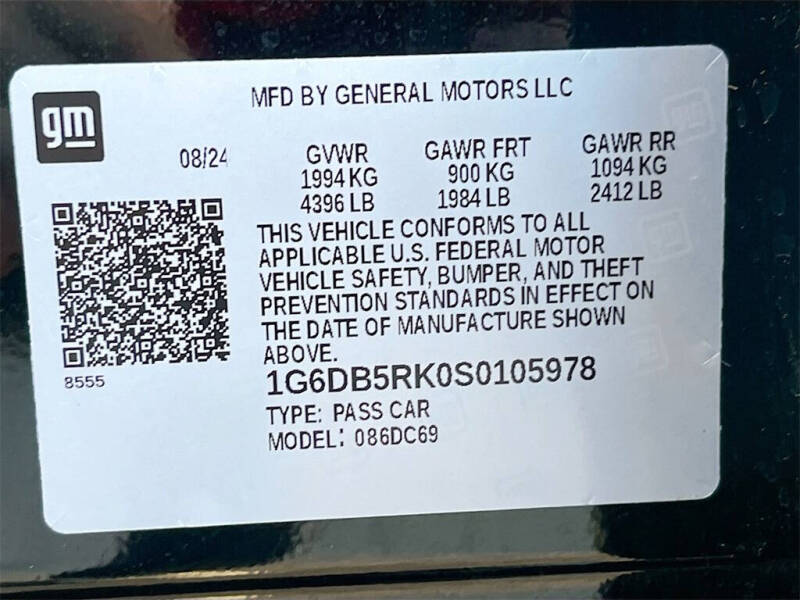 gm
MFD BY GENERAL MOTORS LLC
08/24 GVWR GAWR FRT GAWR RR
1994 KG 900 KG 1094 KG
4396 LB 1984 LB 2412 LB
THIS VEHICLE CONFORMS TO ALL
APPLICABLE U.S. FEDERAL MOTOR
VEHICLE SAFETY, BUMPER, AND THEFT
PREVENTION STANDARDS IN EFFECT ON
THE DATE OF MANUFACTURE SHOWN
ABOVE.
8555
1G6DB5RK0S0105978
TYPE: PASS CAR
MODEL: 086DC69